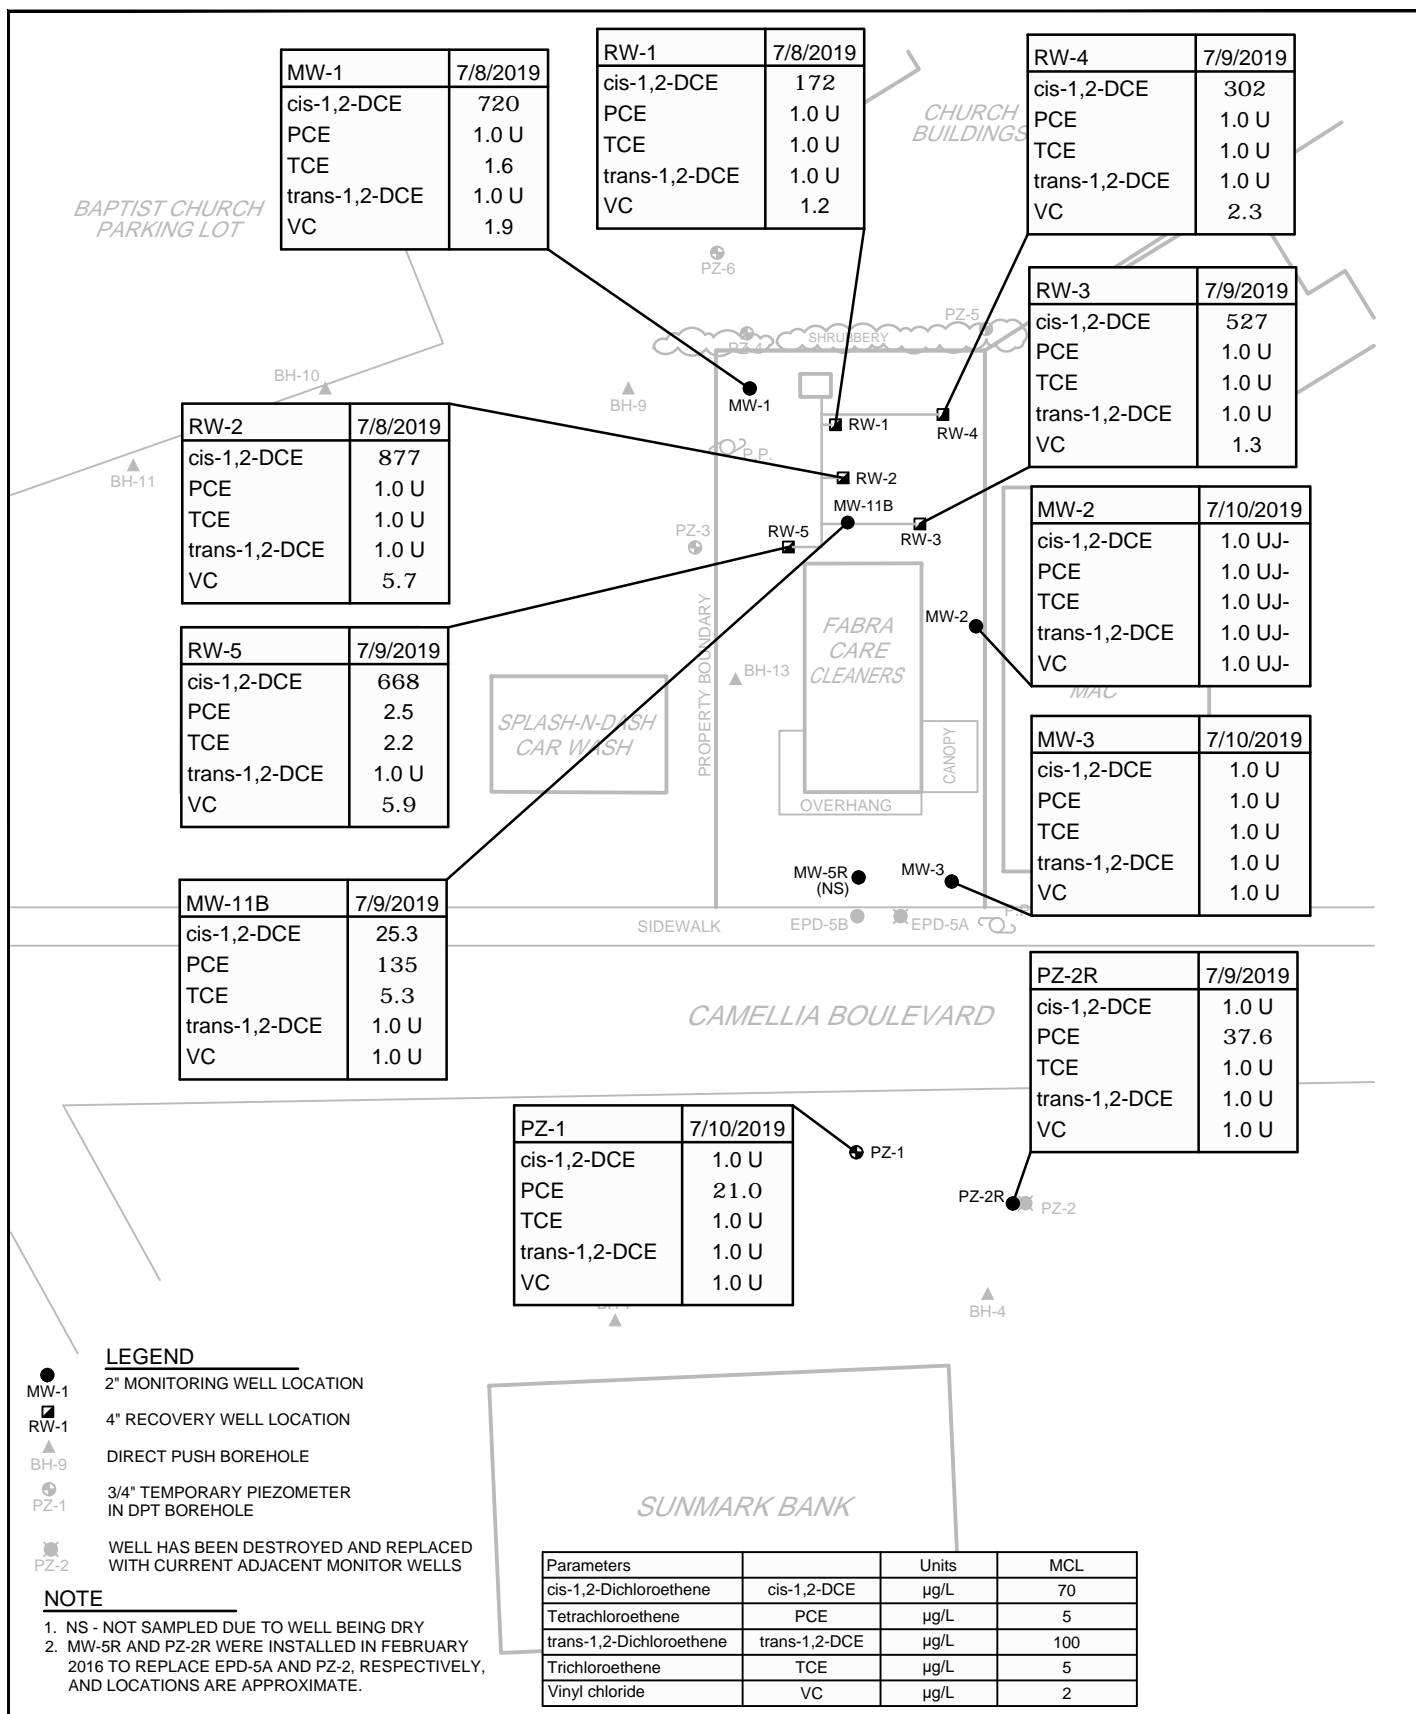 MW-1 7/8/2019
cis-1,2-DCE 720
PCE 1.0 U
TCE 1.6
trans-1,2-DCE 1.0 U
VC 1.9
RW-1 7/8/2019
cis-1,2-DCE 172
PCE 1.0 U
TCE 1.0 U
trans-1,2-DCE 1.0 U
VC 1.2
RW-4 7/9/2019
cis-1,2-DCE 302
PCE 1.0 U
TCE 1.0 U
trans-1,2-DCE 1.0 U
VC 2.3
CHURCH
BUILDINGS
BAPTIST CHURCH
PARKING LOT
PZ-6
RW-3 7/9/2019
cis-1,2-DCE 527
PCE 1.0 U
TCE 1.0 U
trans-1,2-DCE 1.0 U
VC 1.3
PZ-5
PZ-4
SHRUBBERY
BH-10
BH-9
MW-1
RW-1
RW-4
BH-11
P.P.
RW-2 7/8/2019
cis-1,2-DCE 877
PCE 1.0 U
TCE 1.0 U
trans-1,2-DCE 1.0 U
VC 5.7
RW-2
MW-11B
RW-3
RW-5
PZ-3
MW-2 7/10/2019
cis-1,2-DCE 1.0 UJ-
PCE 1.0 UJ-
TCE 1.0 UJ-
trans-1,2-DCE 1.0 UJ-
VC 1.0 UJ-
MAC
RW-5 7/9/2019
cis-1,2-DCE 668
PCE 2.5
TCE 2.2
trans-1,2-DCE 1.0 U
VC 5.9
PROPERTY BOUNDARY
FABRA
CARE
CLEANERS
MW-2
BH-13
SPLASH-N-DASH
CAR WASH
CANOPY
OVERHANG
MW-3 7/10/2019
cis-1,2-DCE 1.0 U
PCE 1.0 U
TCE 1.0 U
trans-1,2-DCE 1.0 U
VC 1.0 U
MW-5R
(NS)
MW-3
MW-11B 7/9/2019
cis-1,2-DCE 25.3
PCE 135
TCE 5.3
trans-1,2-DCE 1.0 U
VC 1.0 U
SIDEWALK
EPD-5B
EPD-5A
CAMELLIA BOULEVARD
PZ-2R 7/9/2019
cis-1,2-DCE 1.0 U
PCE 37.6
TCE 1.0 U
trans-1,2-DCE 1.0 U
VC 1.0 U
PZ-1 7/10/2019
cis-1,2-DCE 1.0 U
PCE 21.0
TCE 1.0 U
trans-1,2-DCE 1.0 U
VC 1.0 U
PZ-1
PZ-2R
PZ-2
BH-4
LEGEND
MW-1 2" MONITORING WELL LOCATION
RW-1 4" RECOVERY WELL LOCATION
BH-9 DIRECT PUSH BOREHOLE
PZ-1 3/4" TEMPORARY PIEZOMETER
IN DPT BOREHOLE
PZ-2 WELL HAS BEEN DESTROYED AND REPLACED
WITH CURRENT ADJACENT MONITOR WELLS
NOTE
1. NS - NOT SAMPLED DUE TO WELL BEING DRY
2. MW-5R AND PZ-2R WERE INSTALLED IN FEBRUARY
2016 TO REPLACE EPD-5A AND PZ-2, RESPECTIVELY,
AND LOCATIONS ARE APPROXIMATE.
SUNMARK BANK
Parameters Units MCL
cis-1,2-Dichloroethene cis-1,2-DCE µg/L 70
Tetrachloroethene PCE µg/L 5
trans-1,2-Dichloroethene trans-1,2-DCE µg/L 100
Trichloroethene TCE µg/L 5
Vinyl chloride VC µg/L 2